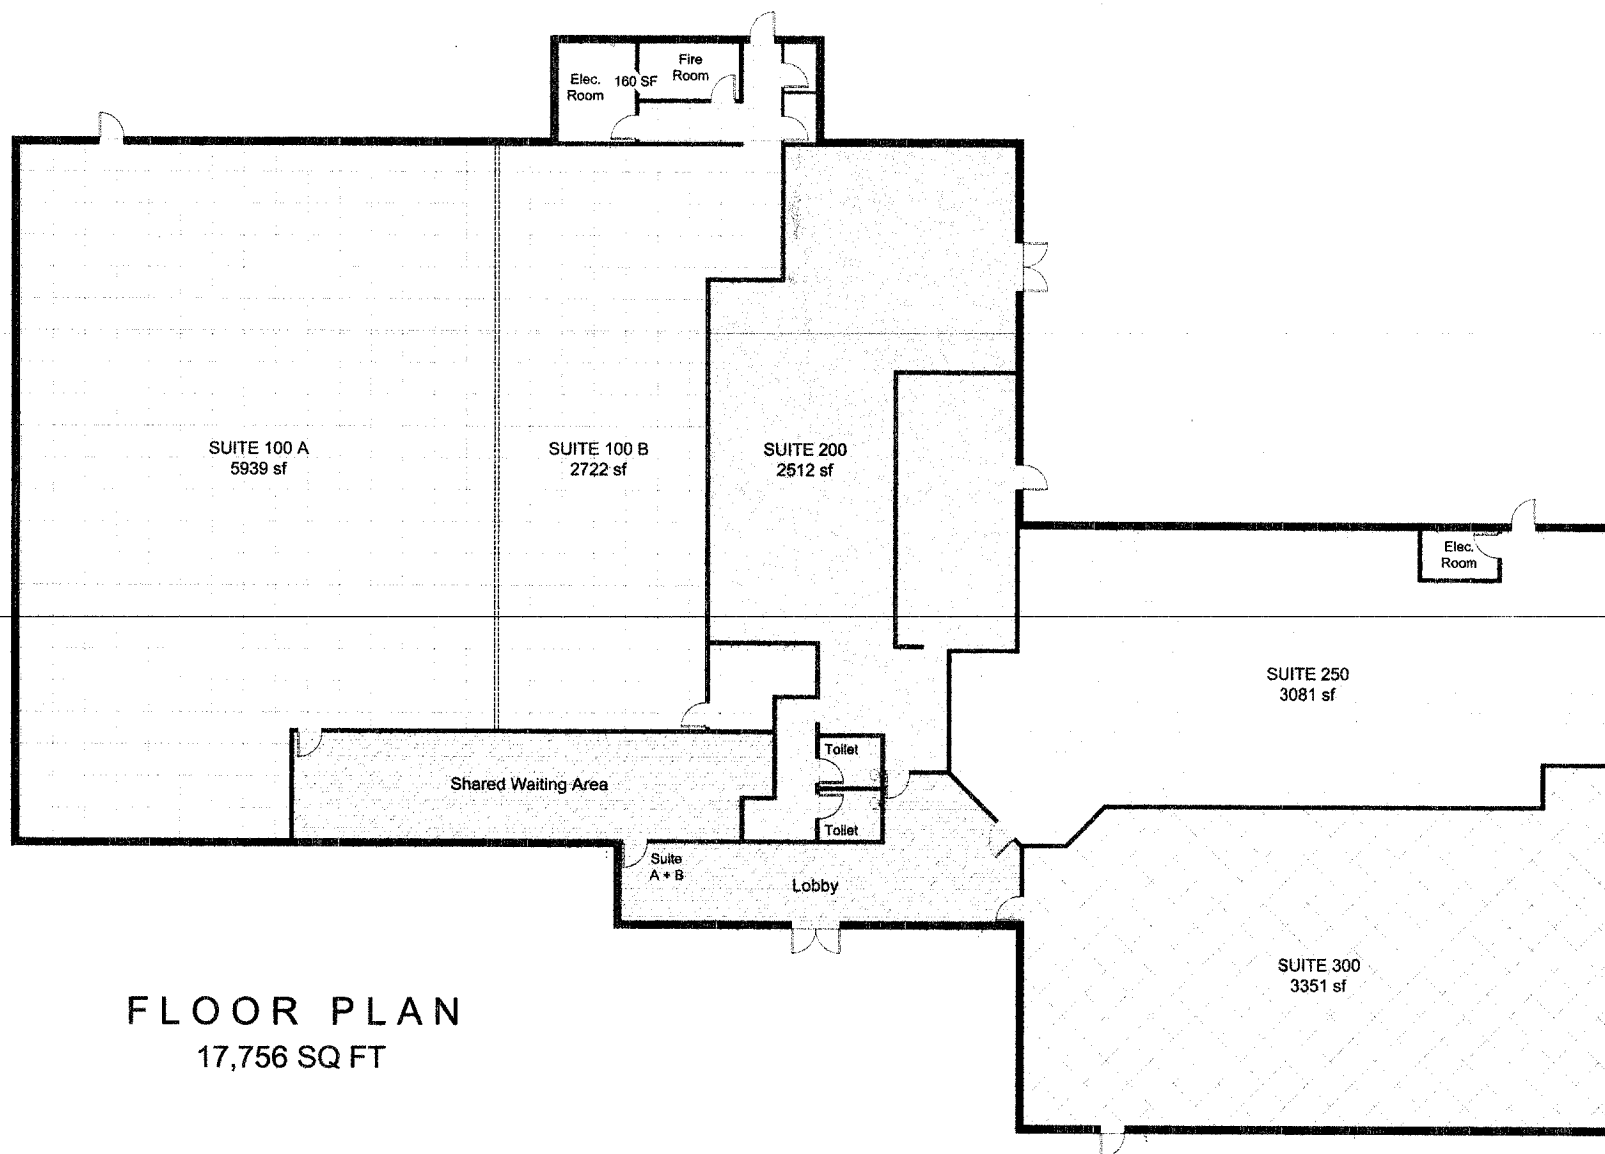 Fire
Room
Elec.
Room
160 SF
SUITE 100 A
5939 sf
SUITE 100 B
2722 sf
SUITE 200
2512 sf
Elec.
Room
SUITE 250
3081 sf
Toilet
Shared Waiting Area
Toilet
Suite
A + B
Lobby
SUITE 300
3351 sf
FLOOR PLAN
17,756 SQ FT